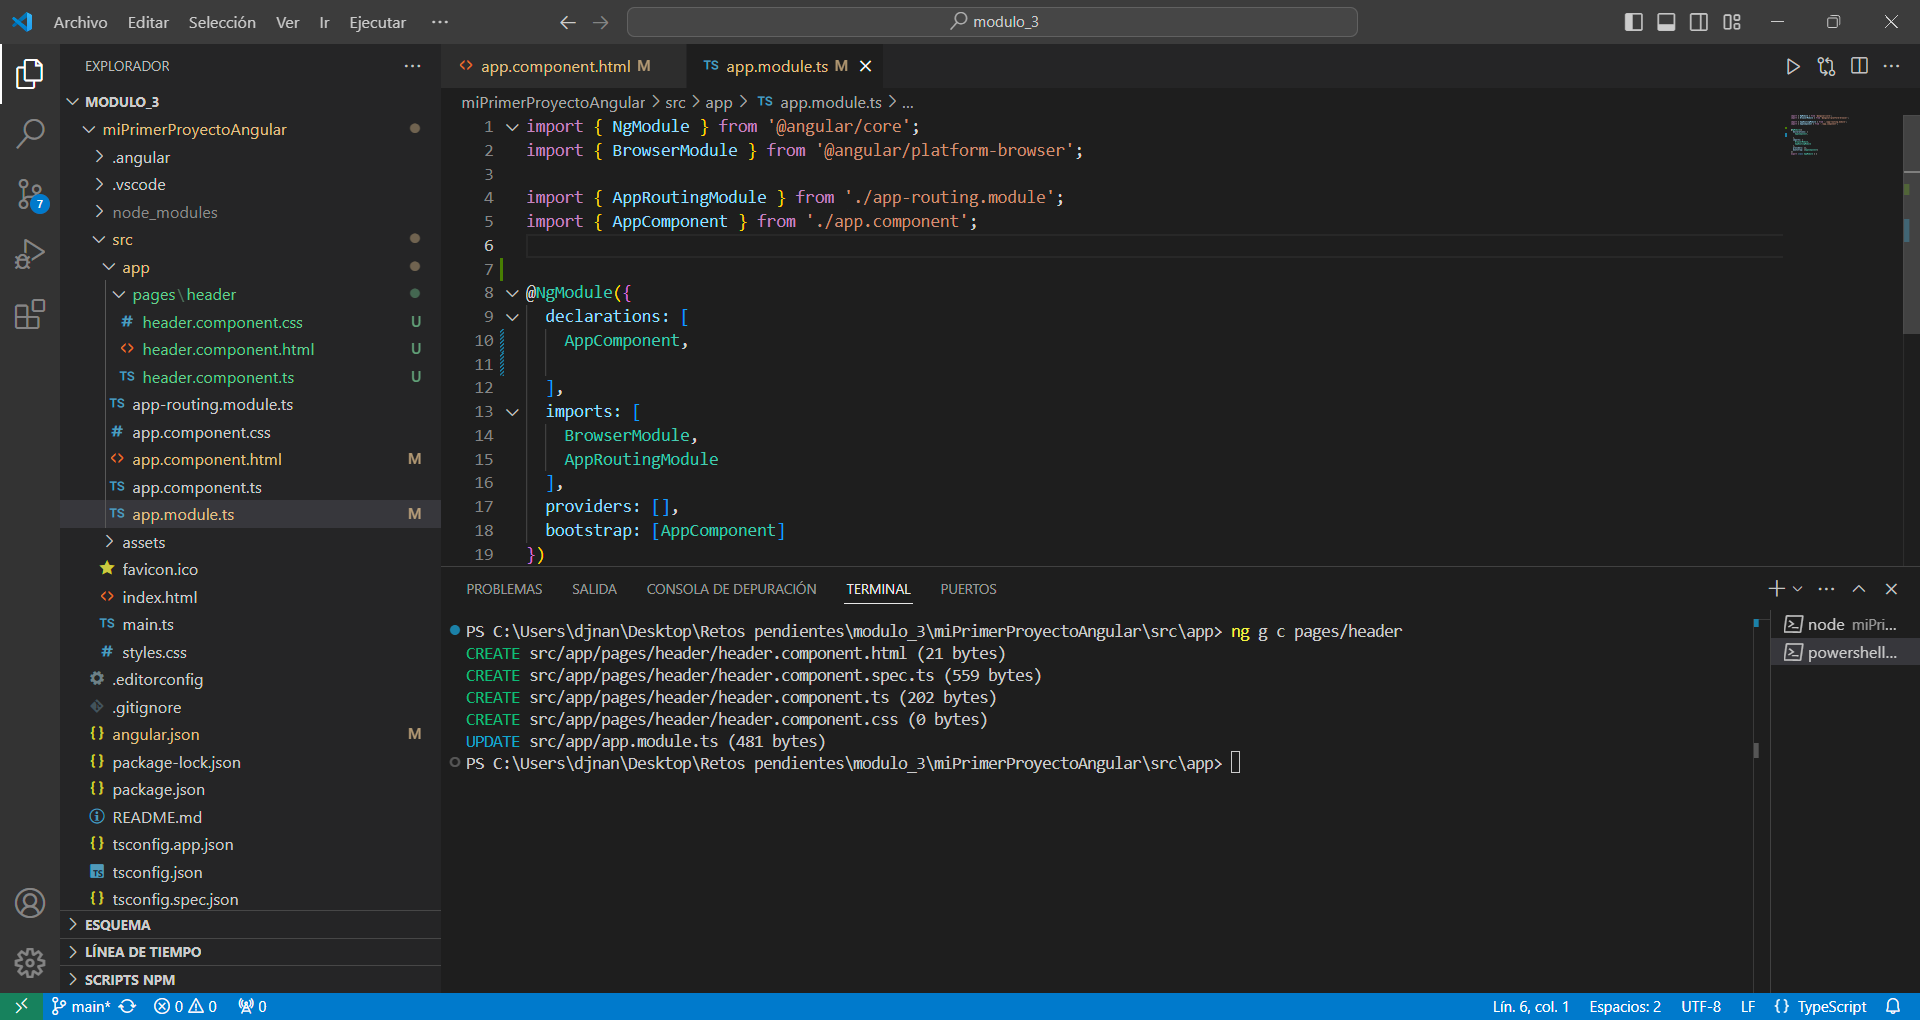 Archivo Editar Selección Ver Ir Ejecutar ···
modulo_3
EXPLORADOR
MODULO_3
miPrimerProyectoAngular
.angular
.vscode
node_modules
src
app
pages\header
# header.component.css U
<> header.component.html U
TS header.component.ts U
TS app-routing.module.ts
# app.component.css
<> app.component.html M
TS app.component.ts
TS app.module.ts M
assets
favicon.ico
<> index.html
TS main.ts
# styles.css
.editorconfig
.gitignore
{} angular.json M
{} package-lock.json
{} package.json
README.md
{} tsconfig.app.json
TS tsconfig.json
{} tsconfig.spec.json
ESQUEMA
LÍNEA DE TIEMPO
SCRIPTS NPM
7
<> app.component.html M TS app.module.ts M
miPrimerProyectoAngular > src > app > TS app.module.ts > ...
1 import { NgModule } from '@angular/core';
2 import { BrowserModule } from '@angular/platform-browser';
3
4 import { AppRoutingModule } from './app-routing.module';
5 import { AppComponent } from './app.component';
6
7
8 @NgModule({
9 declarations: [
10 AppComponent,
11
12 ],
13 imports: [
14 BrowserModule,
15 AppRoutingModule
16 ],
17 providers: [],
18 bootstrap: [AppComponent]
19 })
PROBLEMAS SALIDA CONSOLA DE DEPURACIÓN TERMINAL PUERTOS
PS C:\Users\djnan\Desktop\Retos pendientes\modulo_3\miPrimerProyectoAngular\src\app> ng g c pages/header
CREATE src/app/pages/header/header.component.html (21 bytes)
CREATE src/app/pages/header/header.component.spec.ts (559 bytes)
CREATE src/app/pages/header/header.component.ts (202 bytes)
CREATE src/app/pages/header/header.component.css (0 bytes)
UPDATE src/app/app.module.ts (481 bytes)
PS C:\Users\djnan\Desktop\Retos pendientes\modulo_3\miPrimerProyectoAngular\src\app>
node miPri...
powershell...
main* 0 0 0
Lín. 6, col. 1 Espacios: 2 UTF-8 LF {} TypeScript